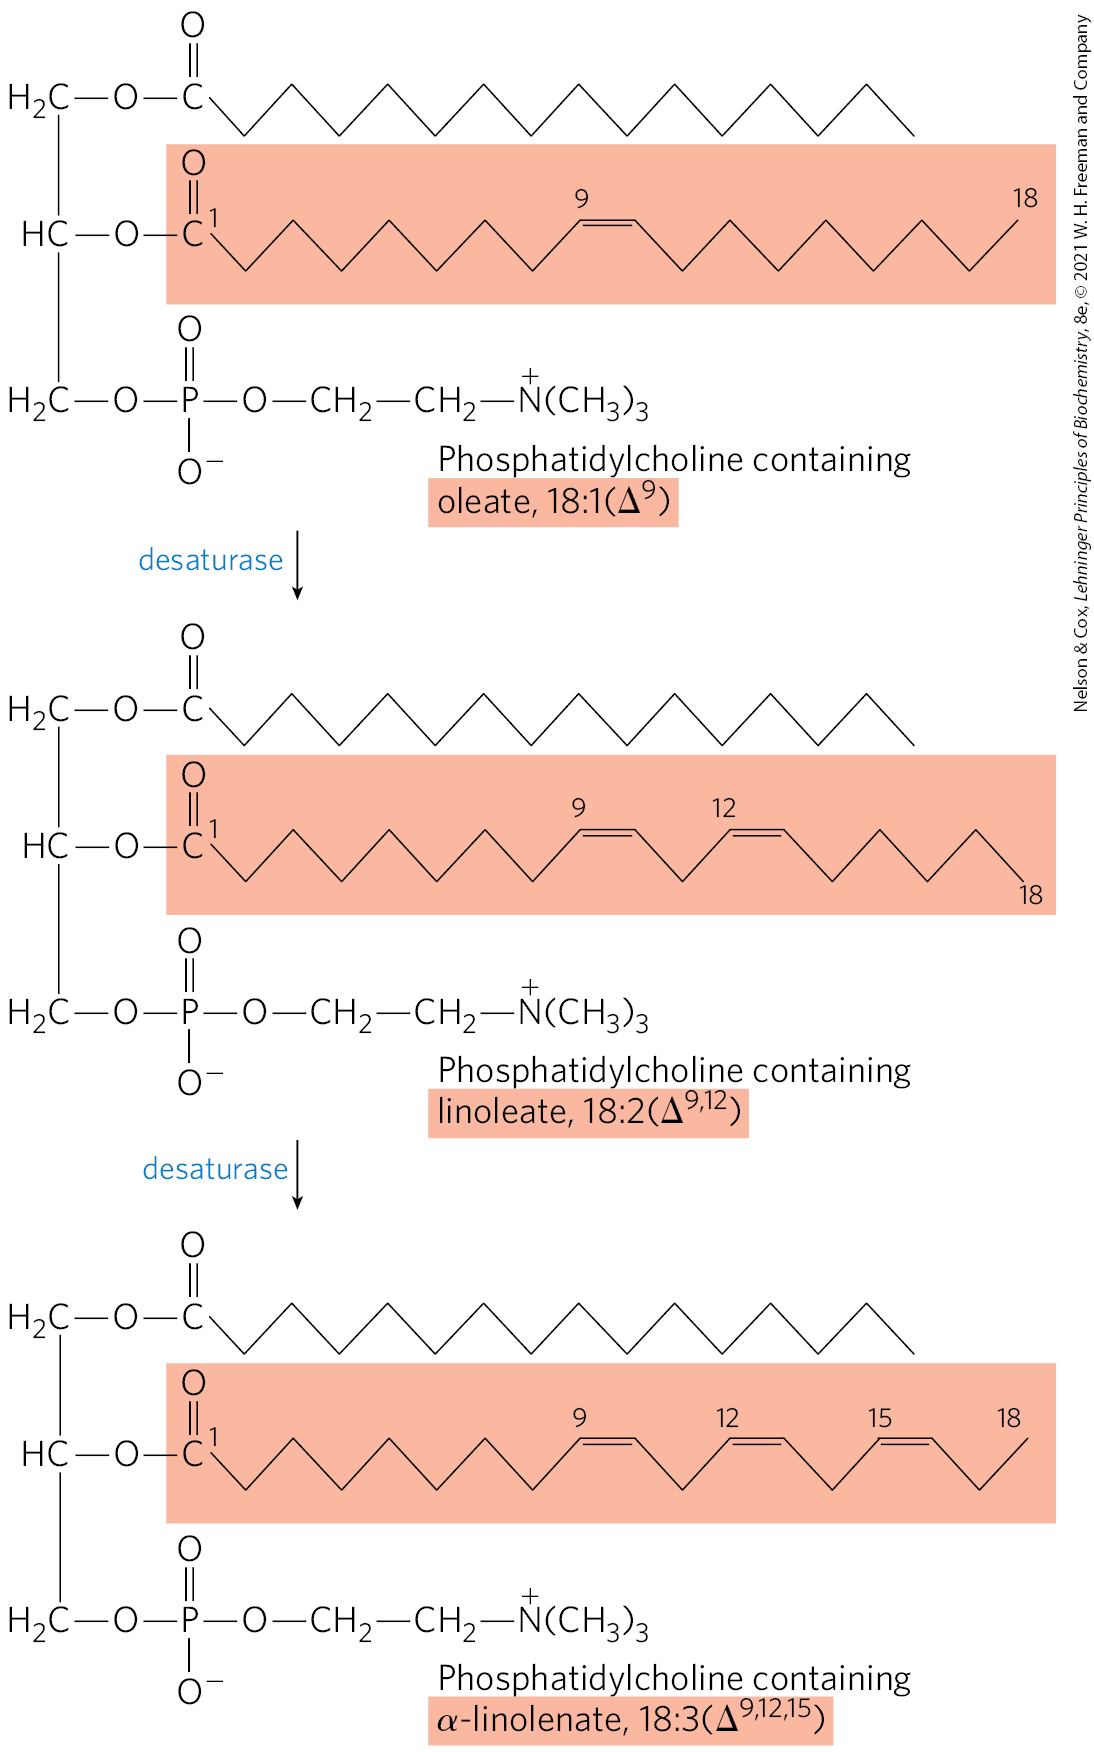 O
H₂C—O—C
O
C¹
9
18
HC—O—
O
H₂C—O—P—O—CH₂—CH₂—N⁺(CH₃)₃
O⁻
Phosphatidylcholine containing
oleate, 18:1(Δ⁹)
desaturase
O
H₂C—O—C
O
C¹
9
12
18
HC—O—
O
H₂C—O—P—O—CH₂—CH₂—N⁺(CH₃)₃
O⁻
Phosphatidylcholine containing
linoleate, 18:2(Δ⁹,¹²)
desaturase
O
H₂C—O—C
O
C¹
9
12
15
18
HC—O—
O
H₂C—O—P—O—CH₂—CH₂—N⁺(CH₃)₃
O⁻
Phosphatidylcholine containing
α-linolenate, 18:3(Δ⁹,¹²,¹⁵)
Nelson & Cox, Lehninger Principles of Biochemistry, 8e, © 2021 W. H. Freeman and Company